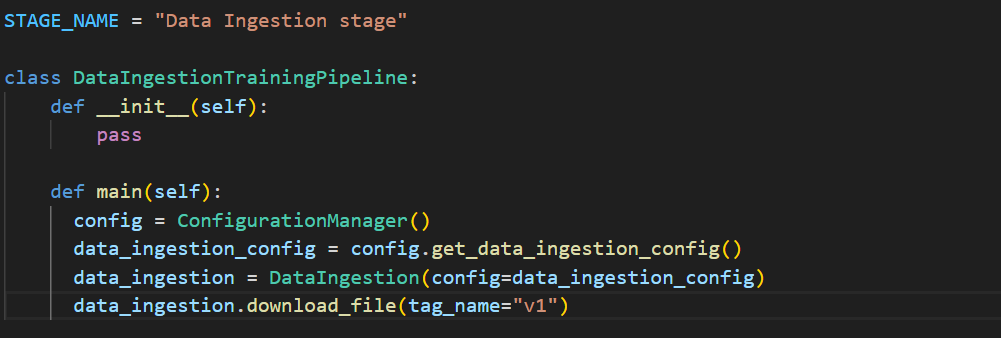 STAGE_NAME = "Data Ingestion stage"
class DataIngestionTrainingPipeline:
    def __init__(self):
        pass
    def main(self):
      config = ConfigurationManager()
      data_ingestion_config = config.get_data_ingestion_config()
      data_ingestion = DataIngestion(config=data_ingestion_config)
      data_ingestion.download_file(tag_name="v1")